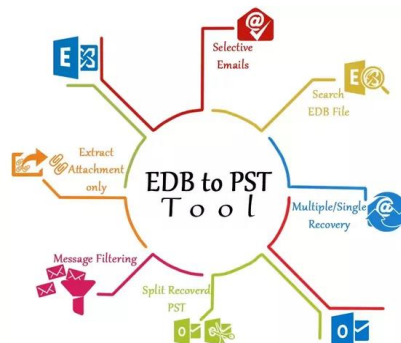 Selective
Emails
Search
EDB File
Extract
Attachment
only
EDB to PST
Tool
Multiple/Single
Recovery
Message Filtering
Split Recoverd
PST